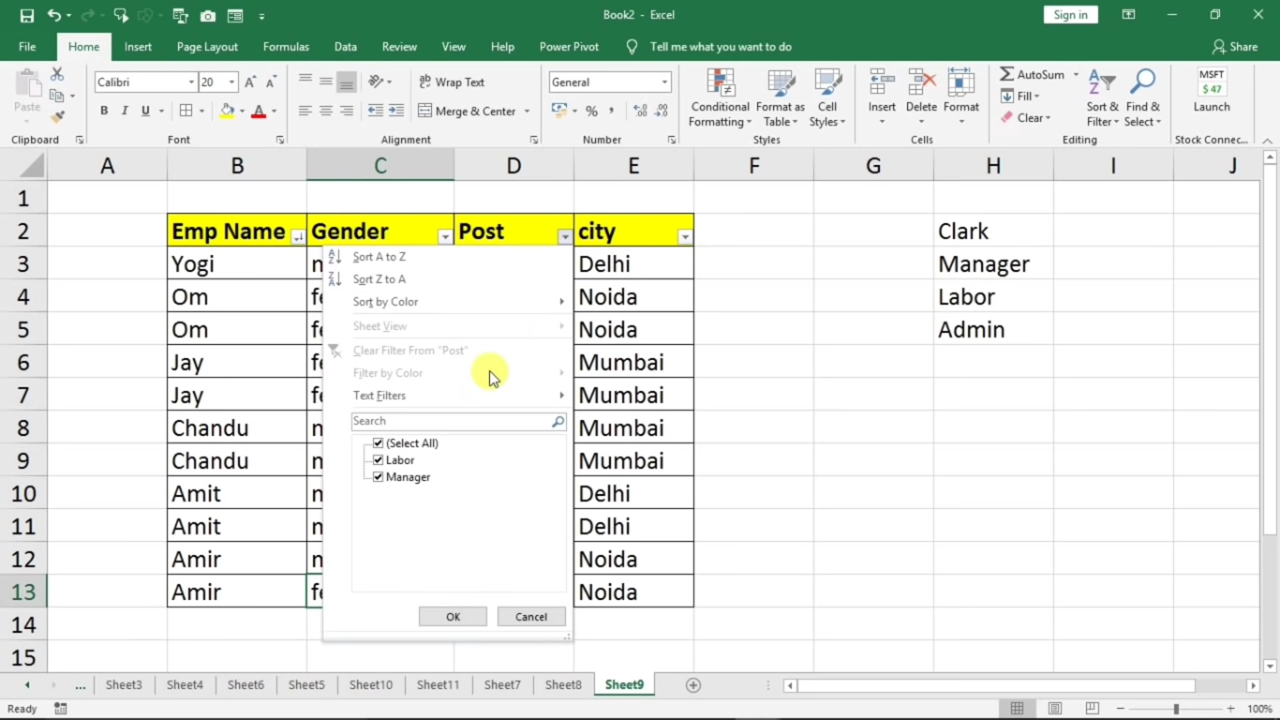 Book2 - Excel
Sign in
File Home Insert Page Layout Formulas Data Review View Help Power Pivot Tell me what you want to do Share
Paste
Calibri 20
B I U
Wrap Text
Merge & Center
General
% ,
Conditional Formatting
Format as Table
Cell Styles
Insert
Delete
Format
AutoSum
Fill
Clear
Sort & Filter
Find & Select
MSFT
$ 47
Launch
Clipboard Font Alignment Number Styles Cells Editing Stock Connec...
A B C D E F G H I J
1
2 Emp Name Gender Post city Clark
3 Yogi Delhi Manager
4 Om Noida Labor
5 Om Noida Admin
6 Jay Mumbai
7 Jay Mumbai
8 Chandu Mumbai
9 Chandu Mumbai
10 Amit Delhi
11 Amit Delhi
12 Amir Noida
13 Amir Noida
14
15
Sort A to Z
Sort Z to A
Sort by Color
Sheet View
Clear Filter From "Post"
Filter by Color
Text Filters
Search
(Select All)
Labor
Manager
OK Cancel
... Sheet3 Sheet4 Sheet6 Sheet5 Sheet10 Sheet11 Sheet7 Sheet8 Sheet9
Ready 100%